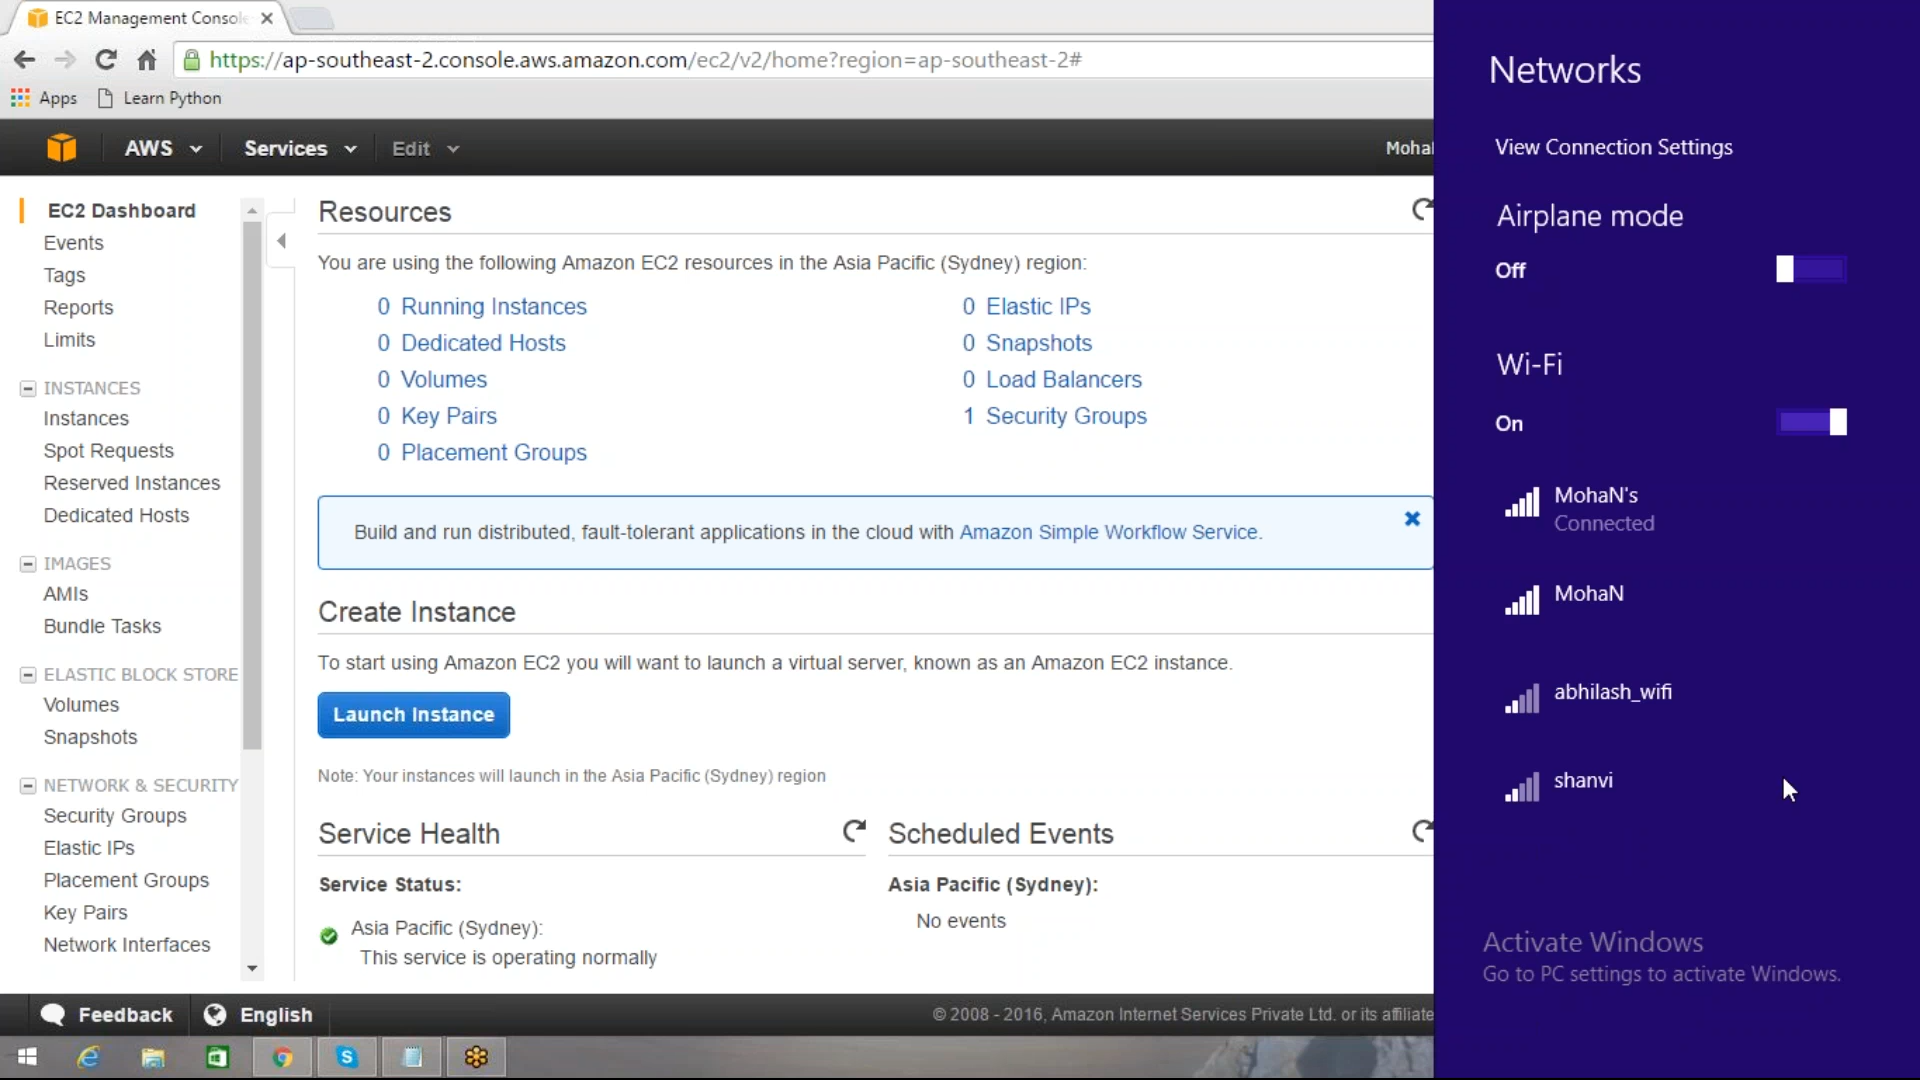 EC2 Management Console
https://ap-southeast-2.console.aws.amazon.com/ec2/v2/home?region=ap-southeast-2#
Apps
Learn Python
AWS
Services
Edit
Moha
EC2 Dashboard
Events
Tags
Reports
Limits
INSTANCES
Instances
Spot Requests
Reserved Instances
Dedicated Hosts
IMAGES
AMIs
Bundle Tasks
ELASTIC BLOCK STORE
Volumes
Snapshots
NETWORK & SECURITY
Security Groups
Elastic IPs
Placement Groups
Key Pairs
Network Interfaces
Resources
You are using the following Amazon EC2 resources in the Asia Pacific (Sydney) region:
0 Running Instances
0 Elastic IPs
0 Dedicated Hosts
0 Snapshots
0 Volumes
0 Load Balancers
0 Key Pairs
1 Security Groups
0 Placement Groups
Build and run distributed, fault-tolerant applications in the cloud with Amazon Simple Workflow Service.
Create Instance
To start using Amazon EC2 you will want to launch a virtual server, known as an Amazon EC2 instance.
Launch Instance
Note: Your instances will launch in the Asia Pacific (Sydney) region
Service Health
Service Status:
Asia Pacific (Sydney):
This service is operating normally
Scheduled Events
Asia Pacific (Sydney):
No events
Feedback
English
© 2008 - 2016, Amazon Internet Services Private Ltd. or its affiliate
Networks
View Connection Settings
Airplane mode
Off
Wi-Fi
On
MohaN's
Connected
MohaN
abhilash_wifi
shanvi
Activate Windows
Go to PC settings to activate Windows.